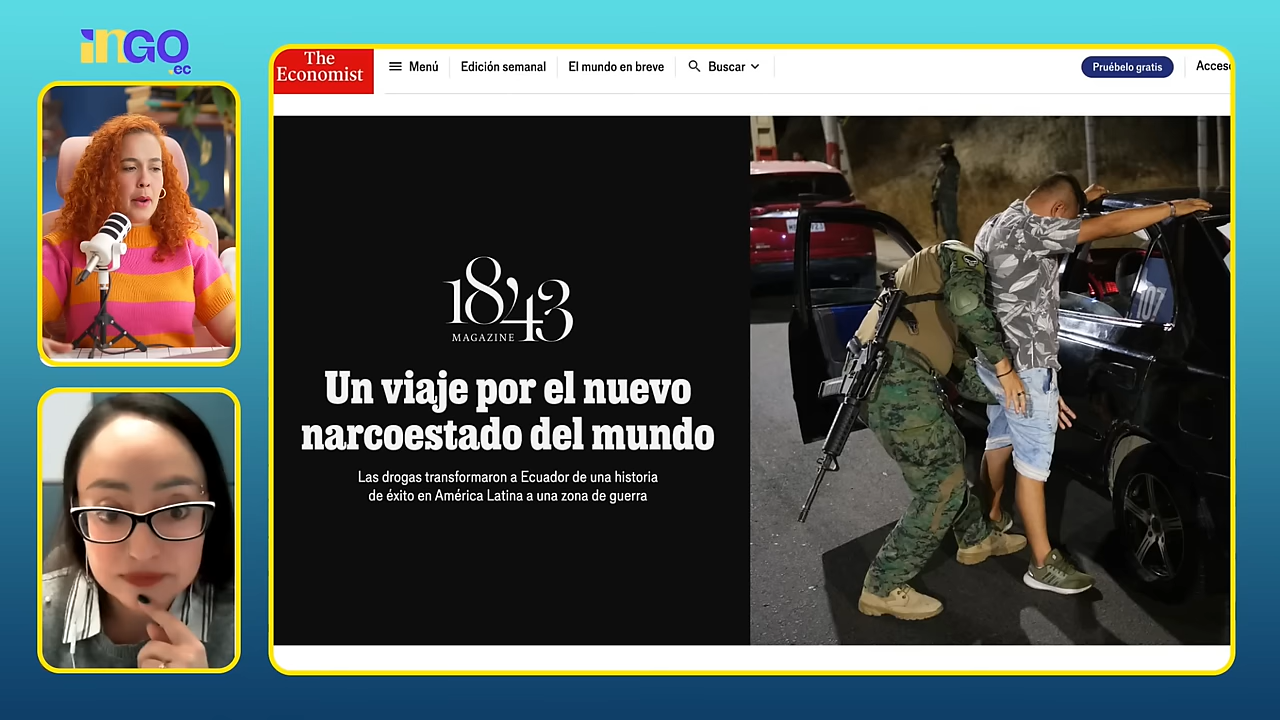 inGO
.ec
The
Economist
Menú
Edición semanal
El mundo en breve
Buscar
Pruébelo gratis
Acces
1843
MAGAZINE
Un viaje por el nuevo
narcoestado del mundo
Las drogas transformaron a Ecuador de una historia
de éxito en América Latina a una zona de guerra
107